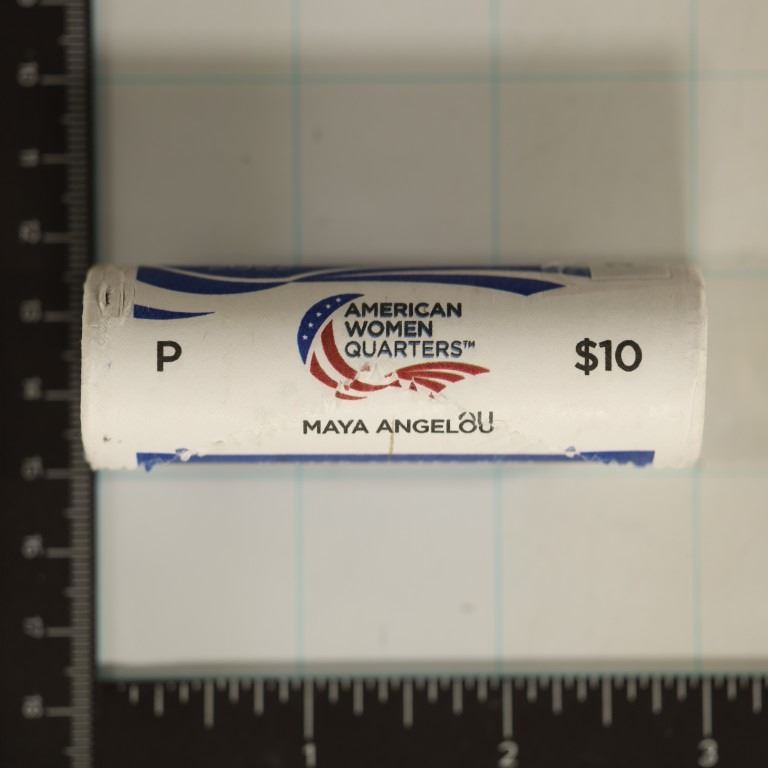 AMERICAN
WOMEN
QUARTERS™
P
$10
MAYA ANGELOU
1 2 3